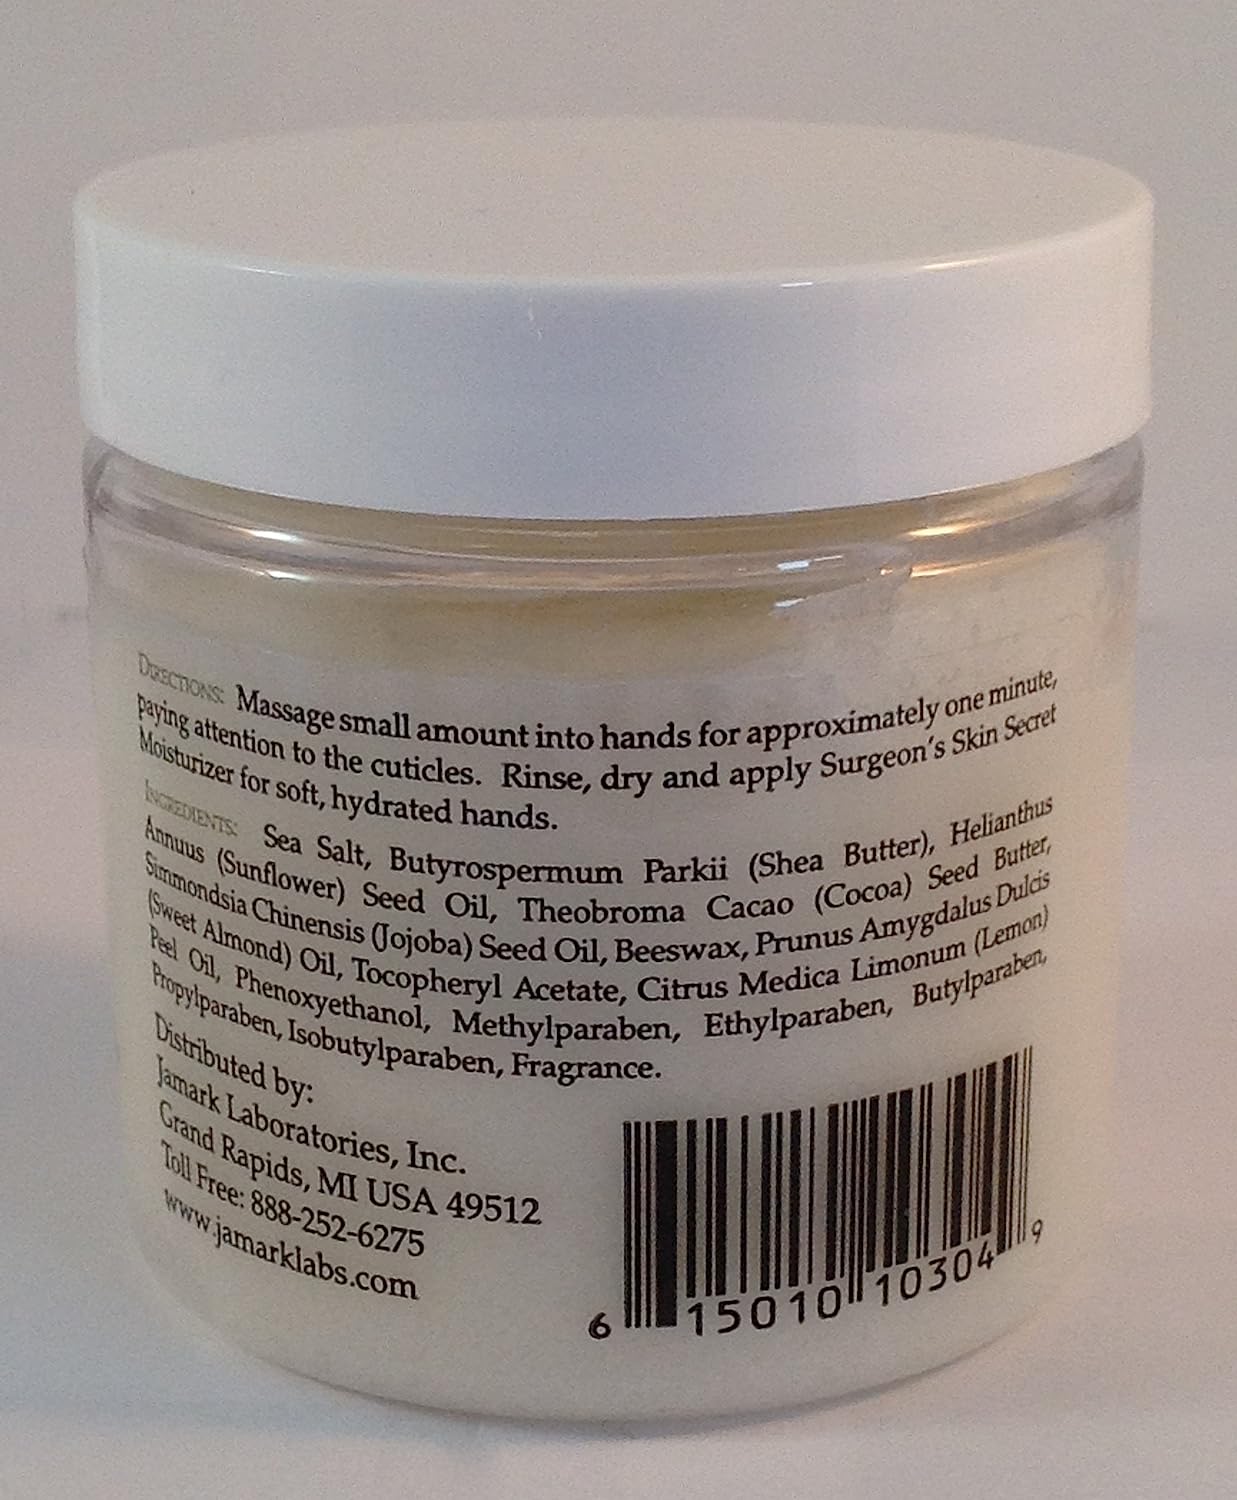 DIRECTIONS: Massage small amount into hands for approximately one minute,
paying attention to the cuticles. Rinse, dry and apply Surgeon's Skin Secret
Moisturizer for soft, hydrated hands.
INGREDIENTS: Sea Salt, Butyrospermum Parkii (Shea Butter), Helianthus
Annuus (Sunflower) Seed Oil, Theobroma Cacao (Cocoa) Seed Butter,
Simmondsia Chinensis (Jojoba) Seed Oil, Beeswax, Prunus Amygdalus Dulcis
(Sweet Almond) Oil, Tocopheryl Acetate, Citrus Medica Limonum (Lemon)
Peel Oil, Phenoxyethanol, Methylparaben, Ethylparaben, Butylparaben,
Propylparaben, Isobutylparaben, Fragrance.
Distributed by:
Jamark Laboratories, Inc.
Grand Rapids, MI USA 49512
Toll Free: 888-252-6275
www.jamarklabs.com
6 15010 10304 9